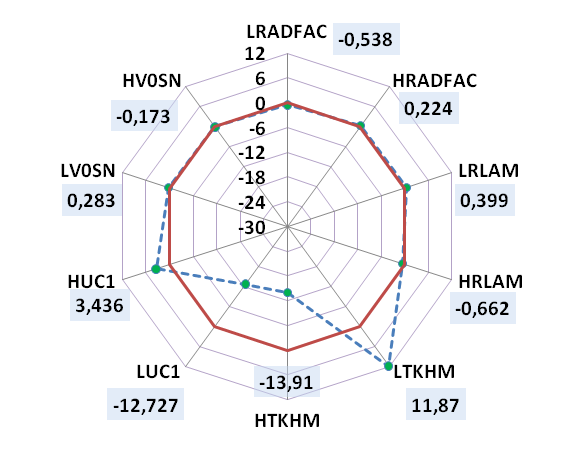 LRADFAC
-0,538
12
6
0
-6
-12
-18
-24
-30
HRADFAC
0,224
LRLAM
0,399
HRLAM
-0,662
LTKHM
11,87
-13,91
HTKHM
LUC1
-12,727
HUC1
3,436
LV0SN
0,283
HV0SN
-0,173